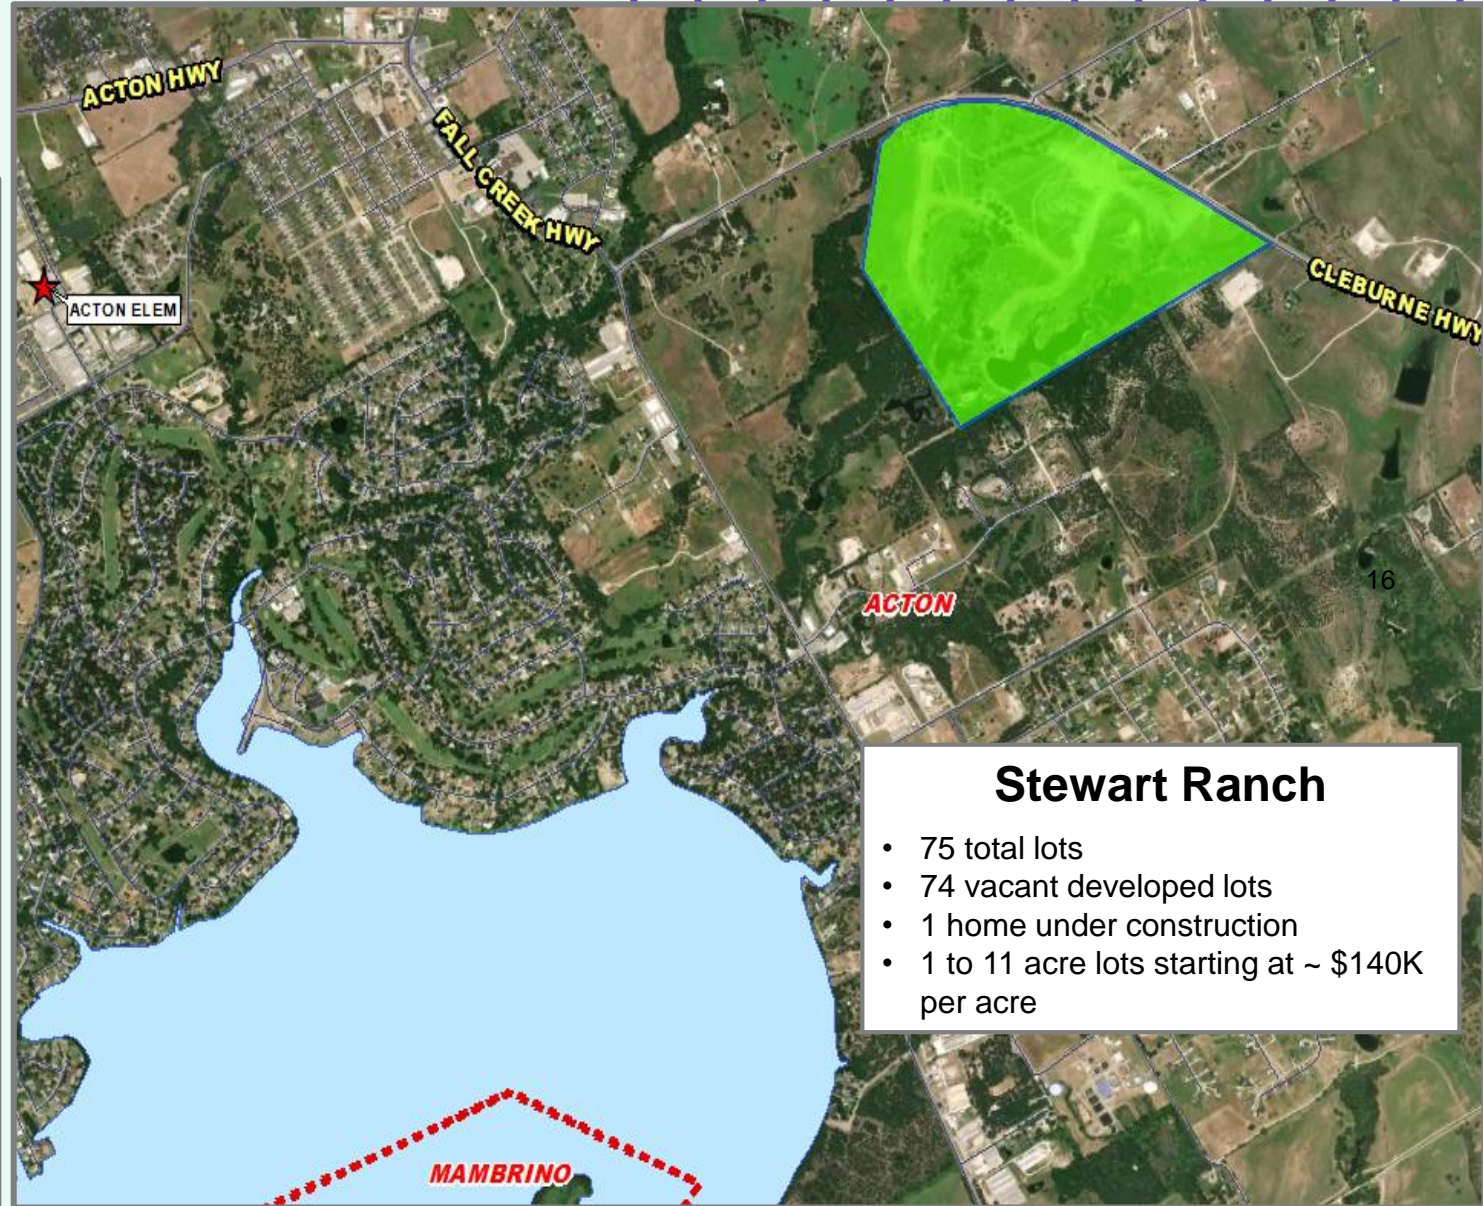 ACTON HWY
FALL CREEK HWY
ACTON ELEM
CLEBURNE HWY
16
ACTON
Stewart Ranch
• 75 total lots
• 74 vacant developed lots
• 1 home under construction
• 1 to 11 acre lots starting at ~ $140K
per acre
MAMBRINO